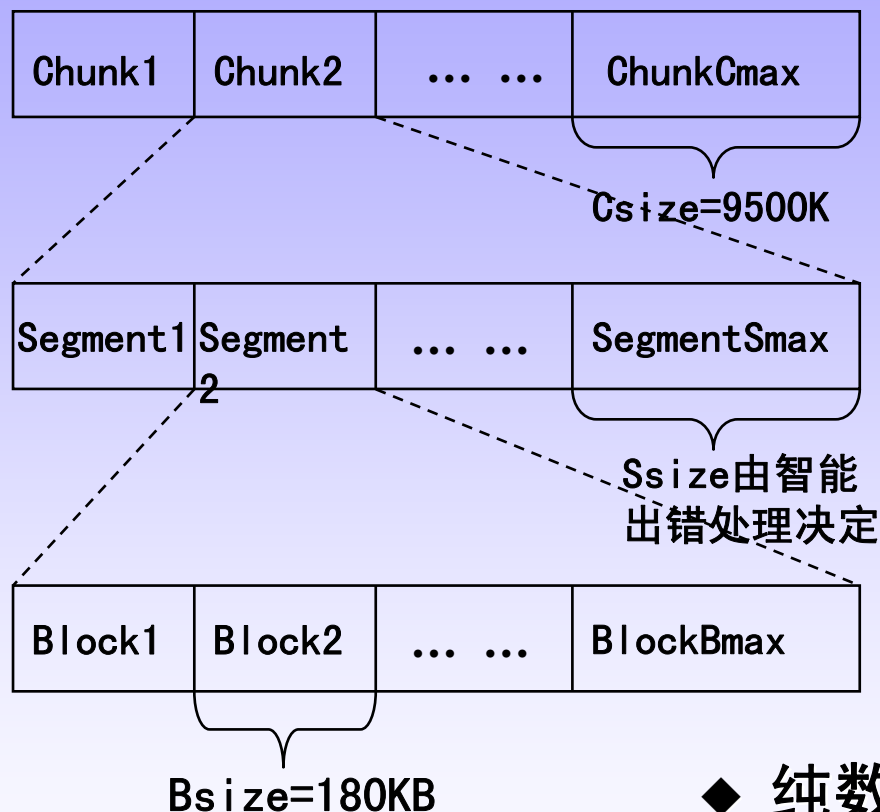 Chunk1 Chunk2 … … ChunkCmax
Csize=9500K
Segment1 Segment … … SegmentSmax
2
Ssize由智能
出错处理决定
Block1 Block2 … … BlockBmax
Bsize=180KB
◆ 纯数